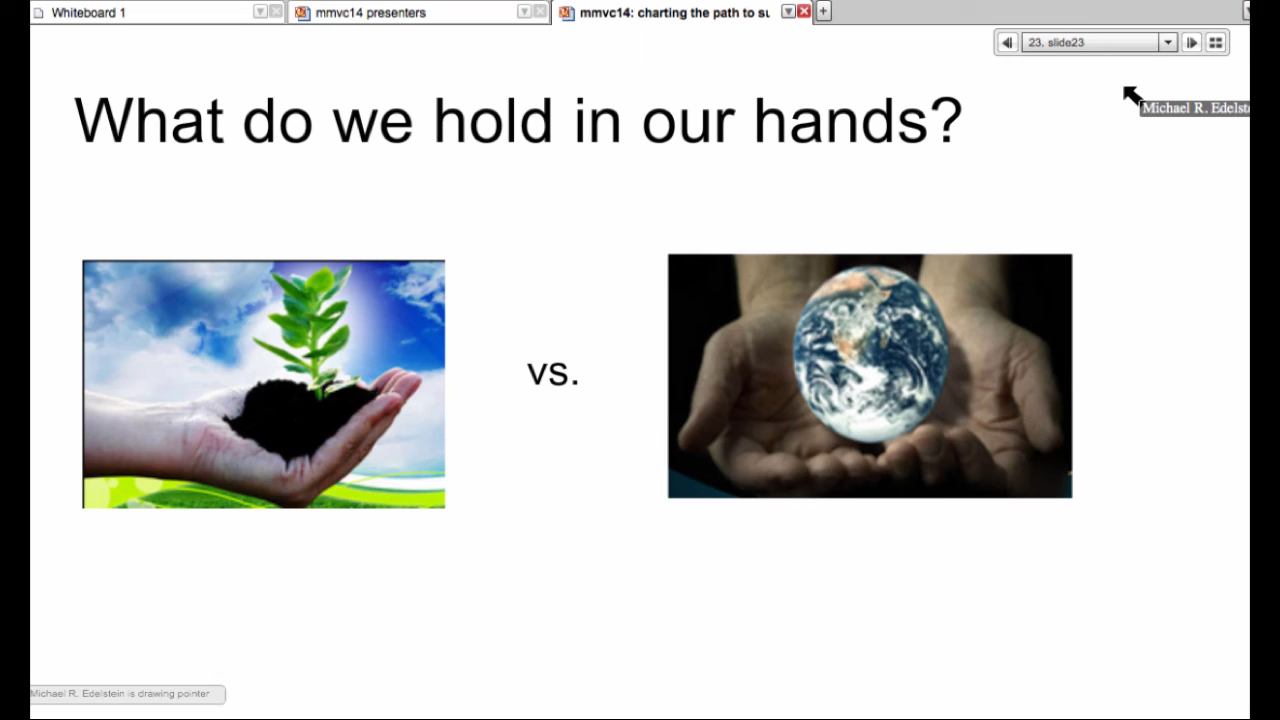 Whiteboard 1
mmvc14 presenters
mmvc14: charting the path to su
23. slide23
Michael R. Edelst
What do we hold in our hands?
vs.
Michael R. Edelstein is drawing pointer